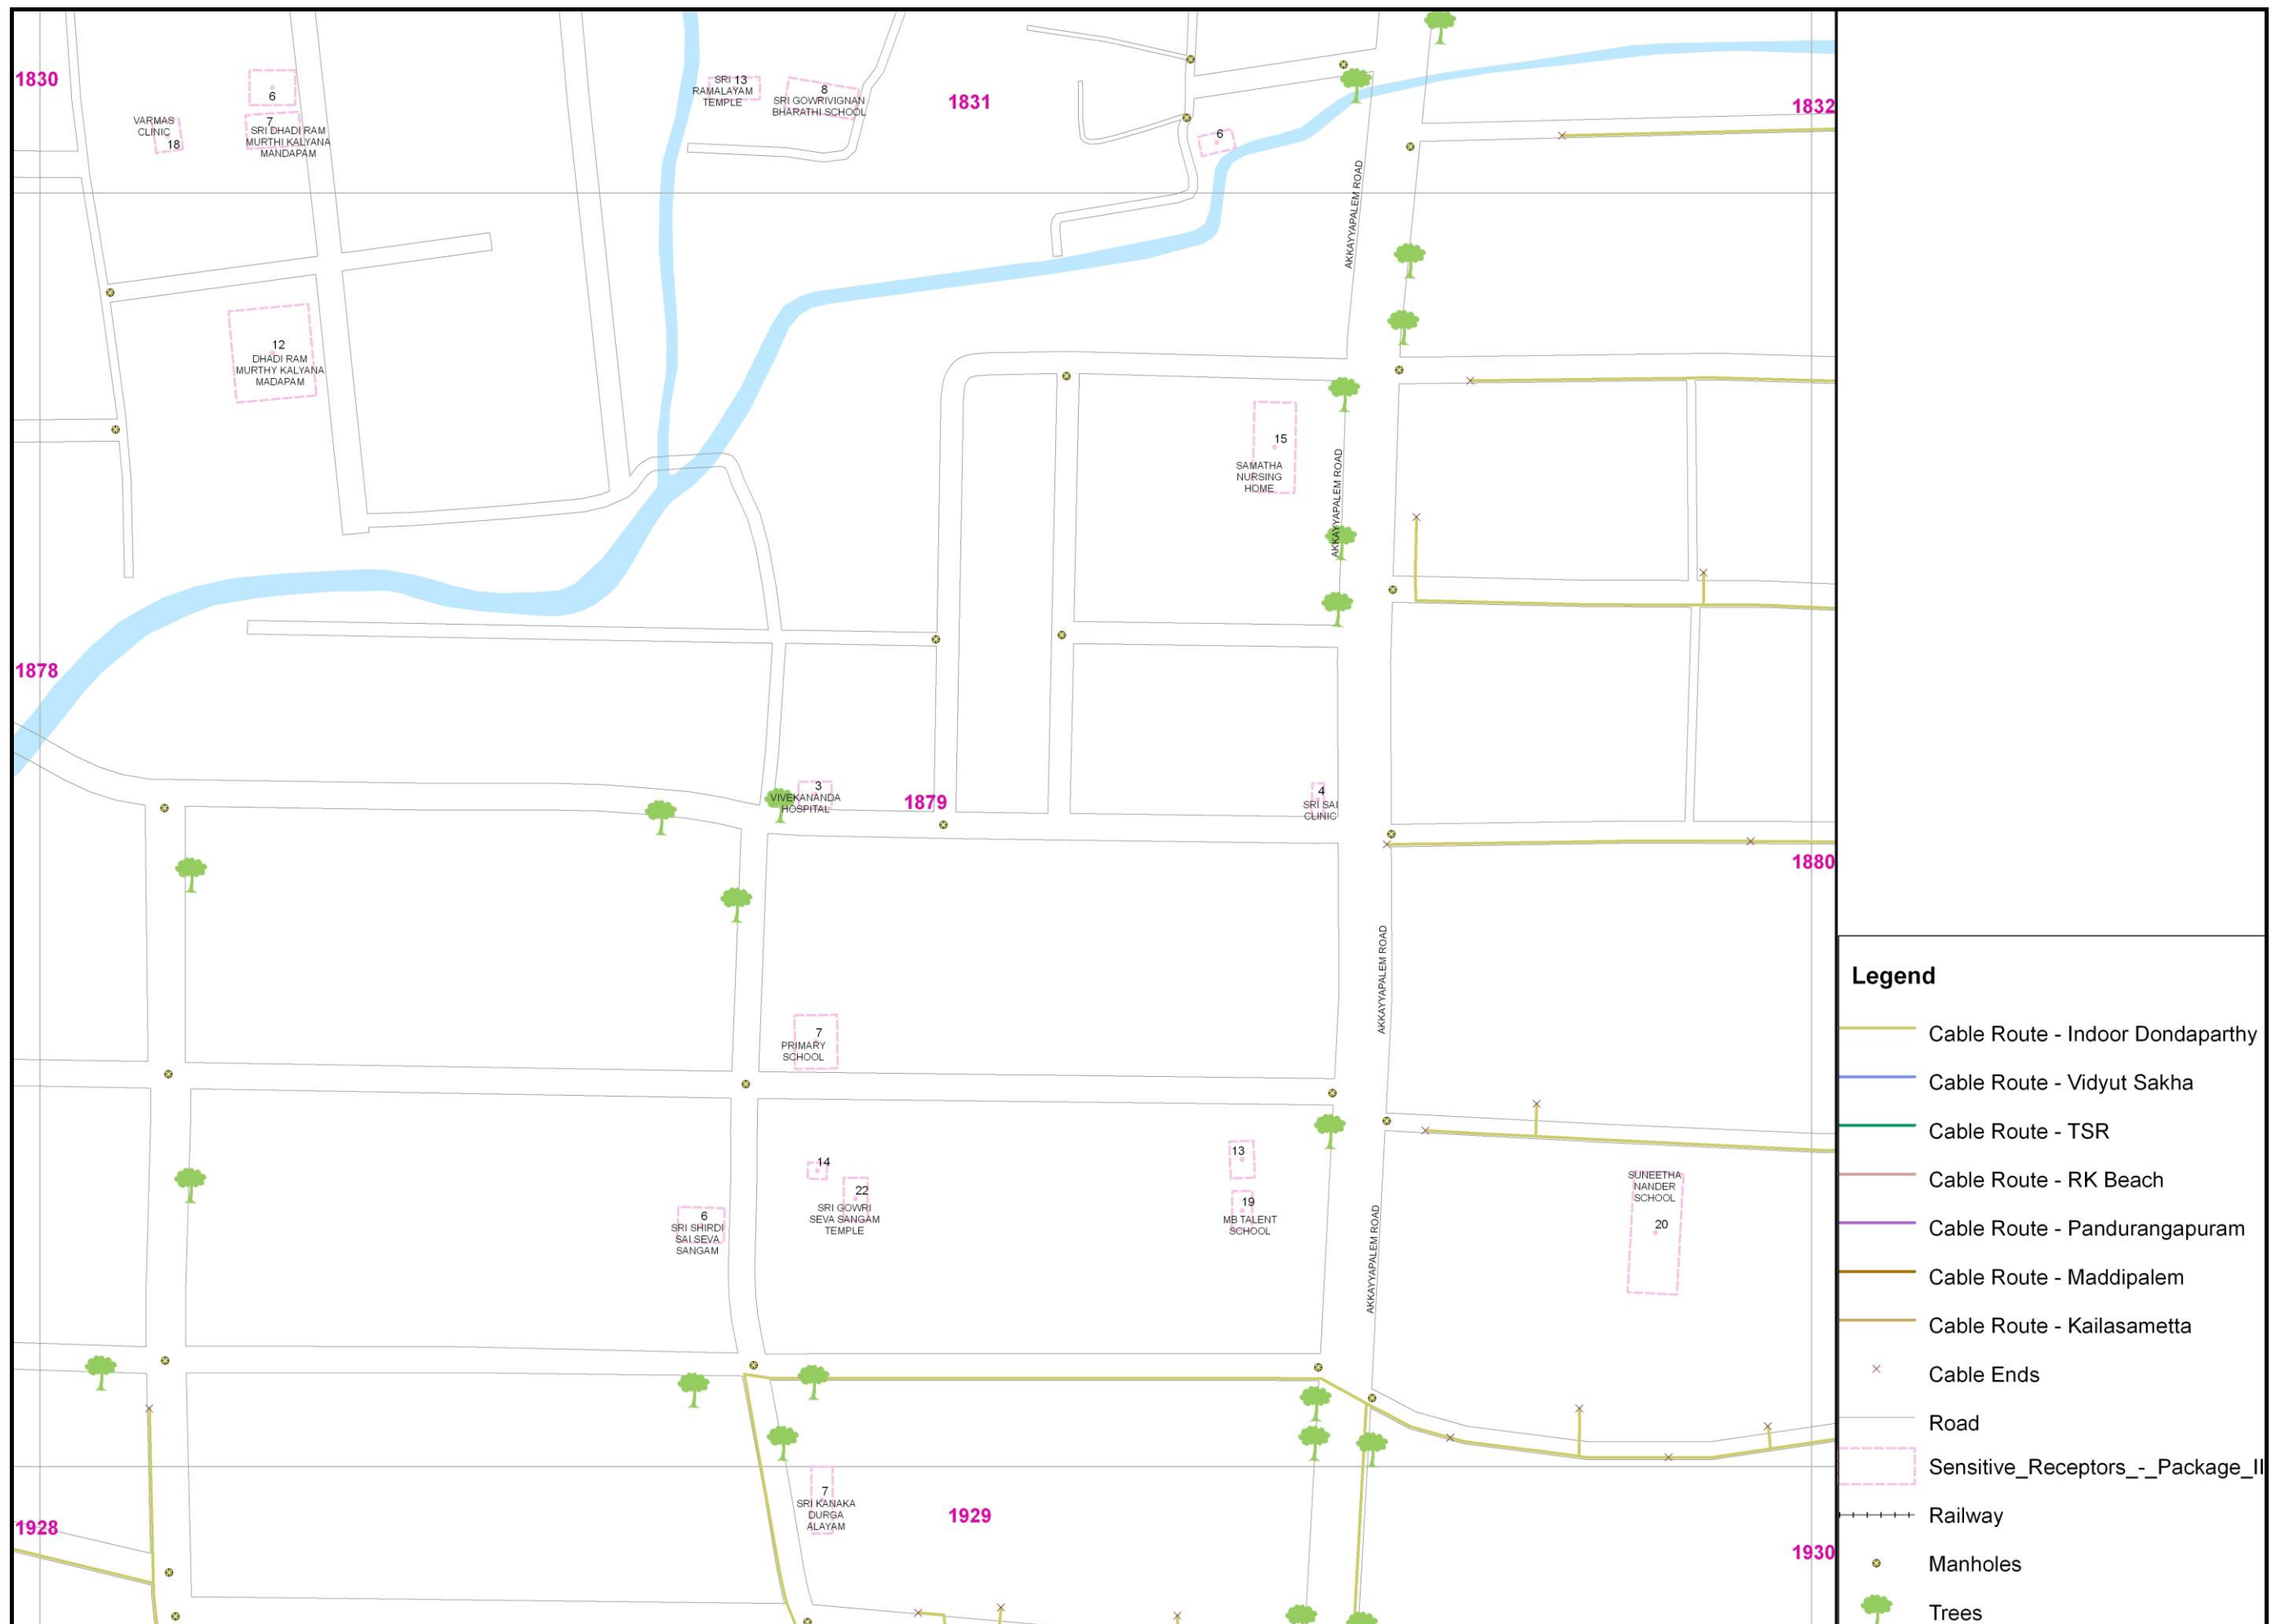 1830
6
7
SRI DHADI RAM
MURTHI KALYANA
MANDAPAM
VARMAS
CLINIC
18
SRI 13
RAMALAYAM
TEMPLE
8
SRI GOWRIVIGNAN
BHARATHI SCHOOL
1831
6
1832
AKKAYYAPALEM ROAD
12
DHADI RAM
MURTHY KALYANA
MADAPAM
15
SAMATHA
NURSING
HOME
AKKAYYAPALEM ROAD
1878
3
VIVEKANANDA
HOSPITAL
1879
4
SRI SAI
CLINIC
1880
AKKAYYAPALEM ROAD
7
PRIMARY
SCHOOL
14
22
SRI GOWRI
SEVA SANGAM
TEMPLE
6
SRI SHIRDI
SAI SEVA
SANGAM
13
19
MB TALENT
SCHOOL
AKKAYYAPALEM ROAD
SUNEETHA
NANDER
SCHOOL
20
7
SRI KANAKA
DURGA
ALAYAM
1928
1929
1930
Legend
Cable Route - Indoor Dondaparthy
Cable Route - Vidyut Sakha
Cable Route - TSR
Cable Route - RK Beach
Cable Route - Pandurangapuram
Cable Route - Maddipalem
Cable Route - Kailasametta
Cable Ends
Road
Sensitive_Receptors_-_Package_II
Railway
Manholes
Trees